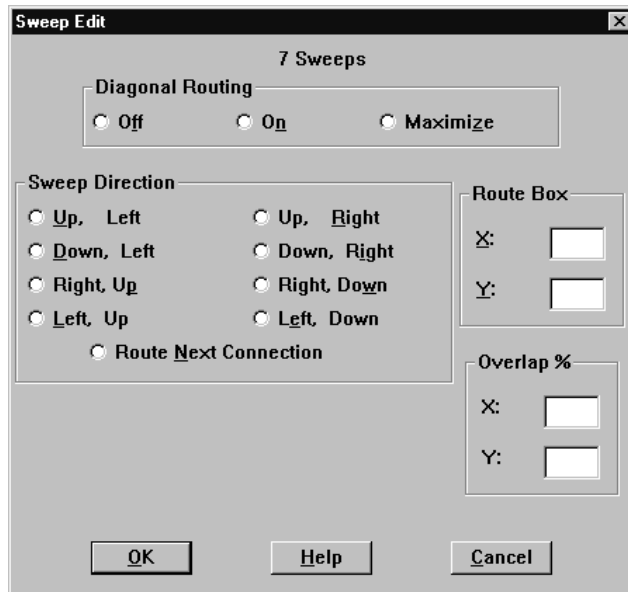 Sweep Edit
7 Sweeps
Diagonal Routing
Off
On
Maximize
Sweep Direction
Up, Left
Up, Right
Down, Left
Down, Right
Right, Up
Right, Down
Left, Up
Left, Down
Route Next Connection
Route Box
X:
Y:
Overlap %
X:
Y:
OK
Help
Cancel